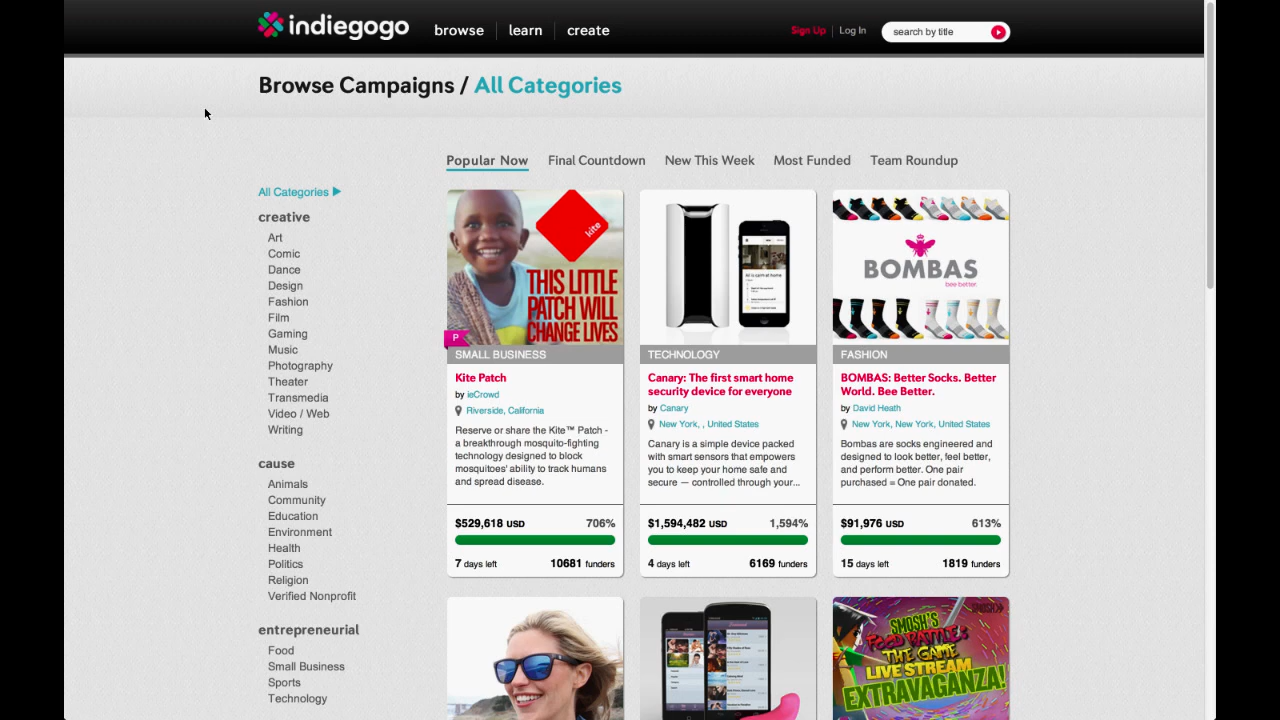 indiegogo
browse
learn
create
Sign Up
Log In
search by title
Browse Campaigns / All Categories
Popular Now
Final Countdown
New This Week
Most Funded
Team Roundup
All Categories
creative
Art
Comic
Dance
Design
Fashion
Film
Gaming
Music
Photography
Theater
Transmedia
Video / Web
Writing
cause
Animals
Community
Education
Environment
Health
Politics
Religion
Verified Nonprofit
entrepreneurial
Food
Small Business
Sports
Technology
kite
THIS LITTLE
PATCH WILL
CHANGE LIVES
P
SMALL BUSINESS
Kite Patch
by ieCrowd
Riverside, California
Reserve or share the Kite™ Patch -
a breakthrough mosquito-fighting
technology designed to block
mosquitoes' ability to track humans
and spread disease.
$529,618 USD 706%
7 days left 10681 funders
TECHNOLOGY
Canary: The first smart home
security device for everyone
by Canary
New York, , United States
Canary is a simple device packed
with smart sensors that empowers
you to keep your home safe and
secure — controlled through your...
$1,594,482 USD 1,594%
4 days left 6169 funders
BOMBAS
bee better.
FASHION
BOMBAS: Better Socks. Better
World. Bee Better.
by David Heath
New York, New York, United States
Bombas are socks engineered and
designed to look better, feel better,
and perform better. One pair
purchased = One pair donated.
$91,976 USD 613%
15 days left 1819 funders
SMOSH
SMOSH'S
FOOD BATTLE:
THE GAME
LIVE STREAM
EXTRAVAGANZA!